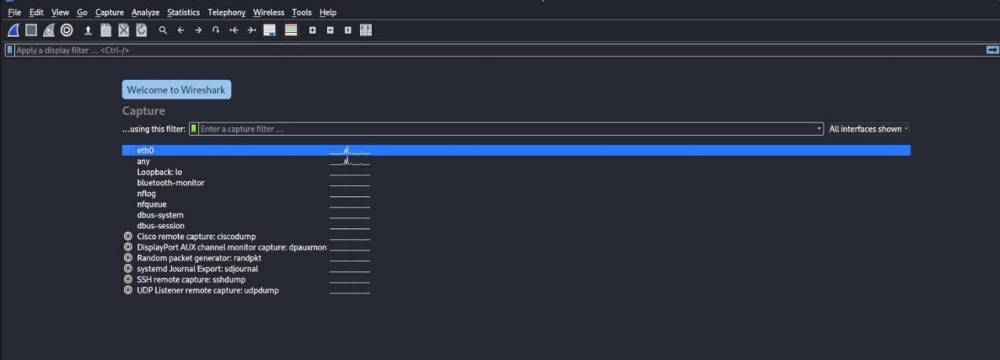 File Edit View Go Capture Analyze Statistics Telephony Wireless Tools Help
Apply a display filter ... <Ctrl-/>
Welcome to Wireshark
Capture
...using this filter: Enter a capture filter ... All interfaces shown
eth0
any
Loopback: lo
bluetooth-monitor
nflog
nfqueue
dbus-system
dbus-session
Cisco remote capture: ciscodump
DisplayPort AUX channel monitor capture: dpauxmon
Random packet generator: randpkt
systemd Journal Export: sdjournal
SSH remote capture: sshdump
UDP Listener remote capture: udpdump